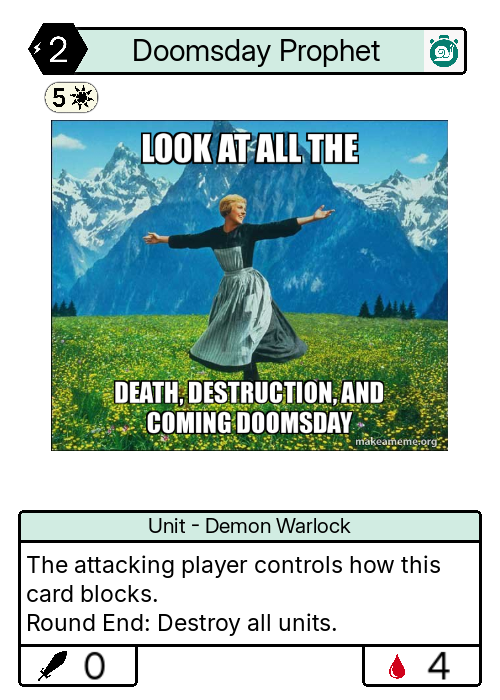 2
Doomsday Prophet
5
LOOK AT ALL THE
DEATH, DESTRUCTION, AND
COMING DOOMSDAY
makeameme.org
Unit - Demon Warlock
The attacking player controls how this
card blocks.
Round End: Destroy all units.
0
4